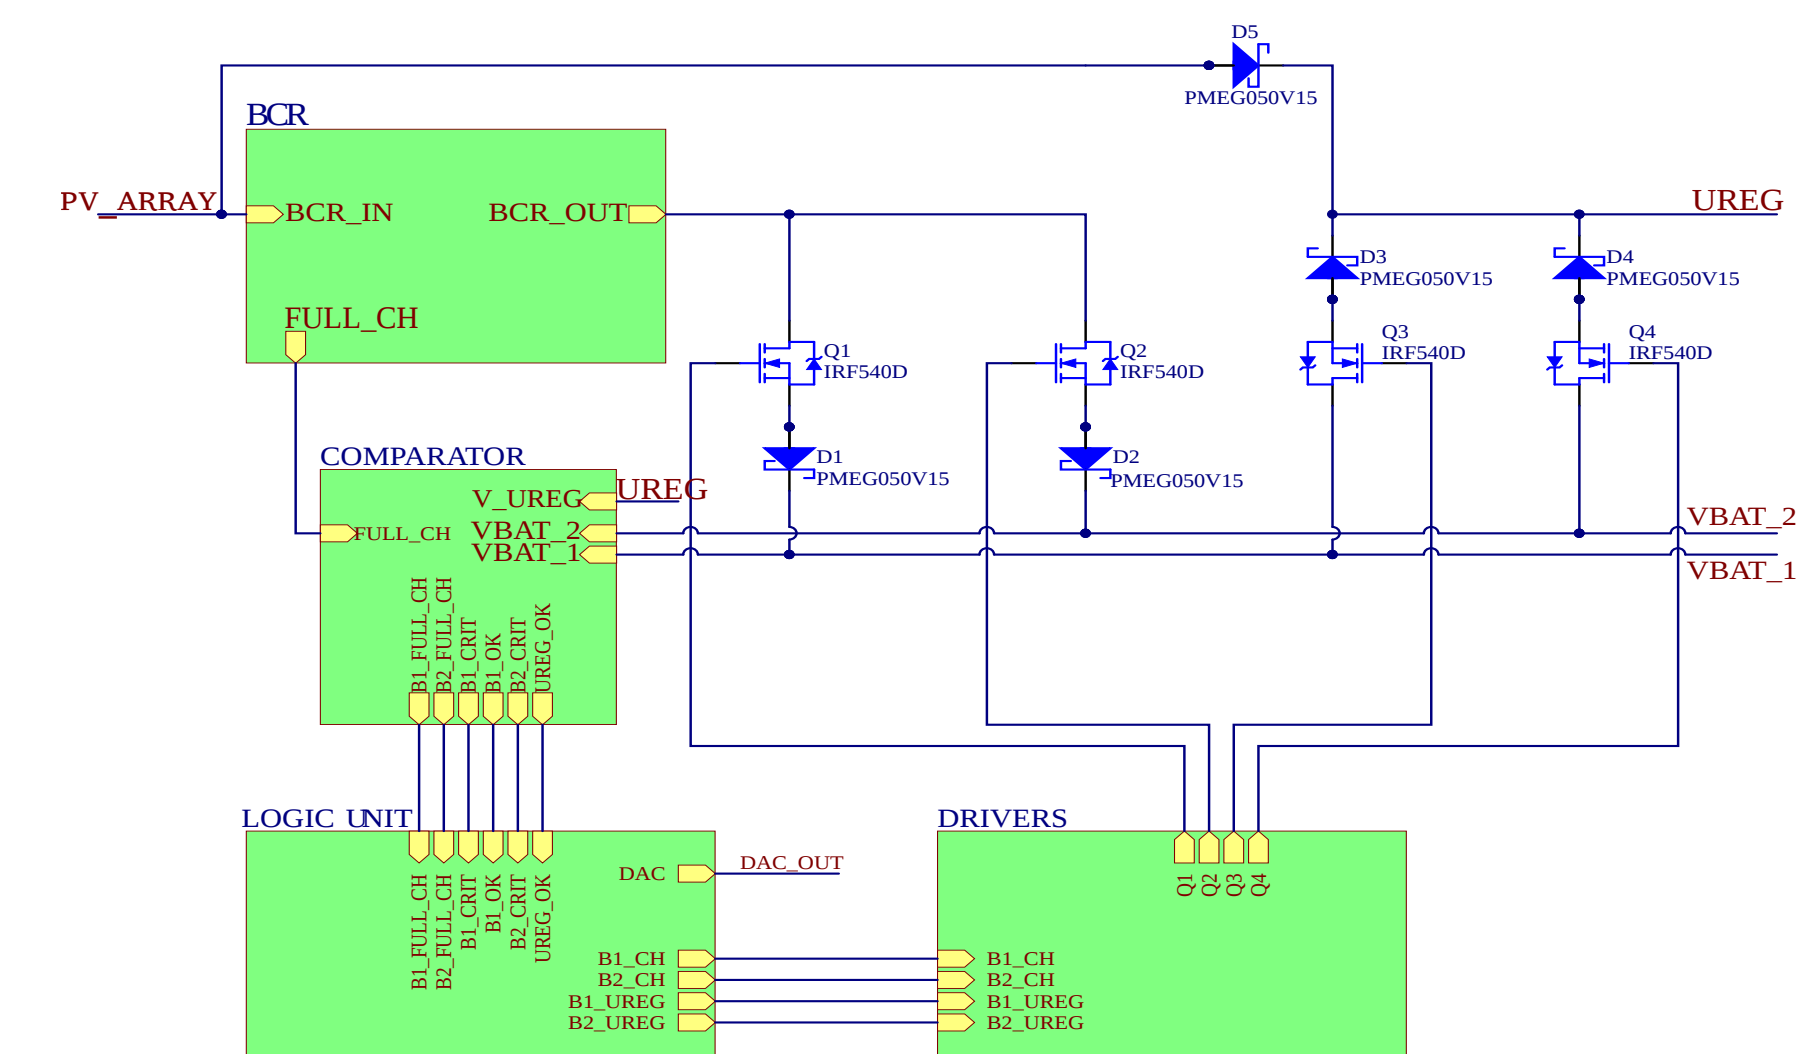 D5
PMEG050V15
BCR
PV_ARRAY
BCR_IN
BCR_OUT
UREG
FULL_CH
D3
PMEG050V15
D4
PMEG050V15
Q1
IRF540D
Q2
IRF540D
Q3
IRF540D
Q4
IRF540D
COMPARATOR
D1
PMEG050V15
D2
PMEG050V15
V_UREG
UREG
FULL_CH
VBAT_2
VBAT_1
VBAT_2
VBAT_1
B1_FULL_CH
B2_FULL_CH
B1_CRIT
B1_OK
B2_CRIT
UREG_OK
LOGIC UNIT
DRIVERS
DAC
DAC_OUT
B1_FULL_CH
B2_FULL_CH
B1_CRIT
B1_OK
B2_CRIT
UREG_OK
Q1
Q2
Q3
Q4
B1_CH
B2_CH
B1_UREG
B2_UREG
B1_CH
B2_CH
B1_UREG
B2_UREG